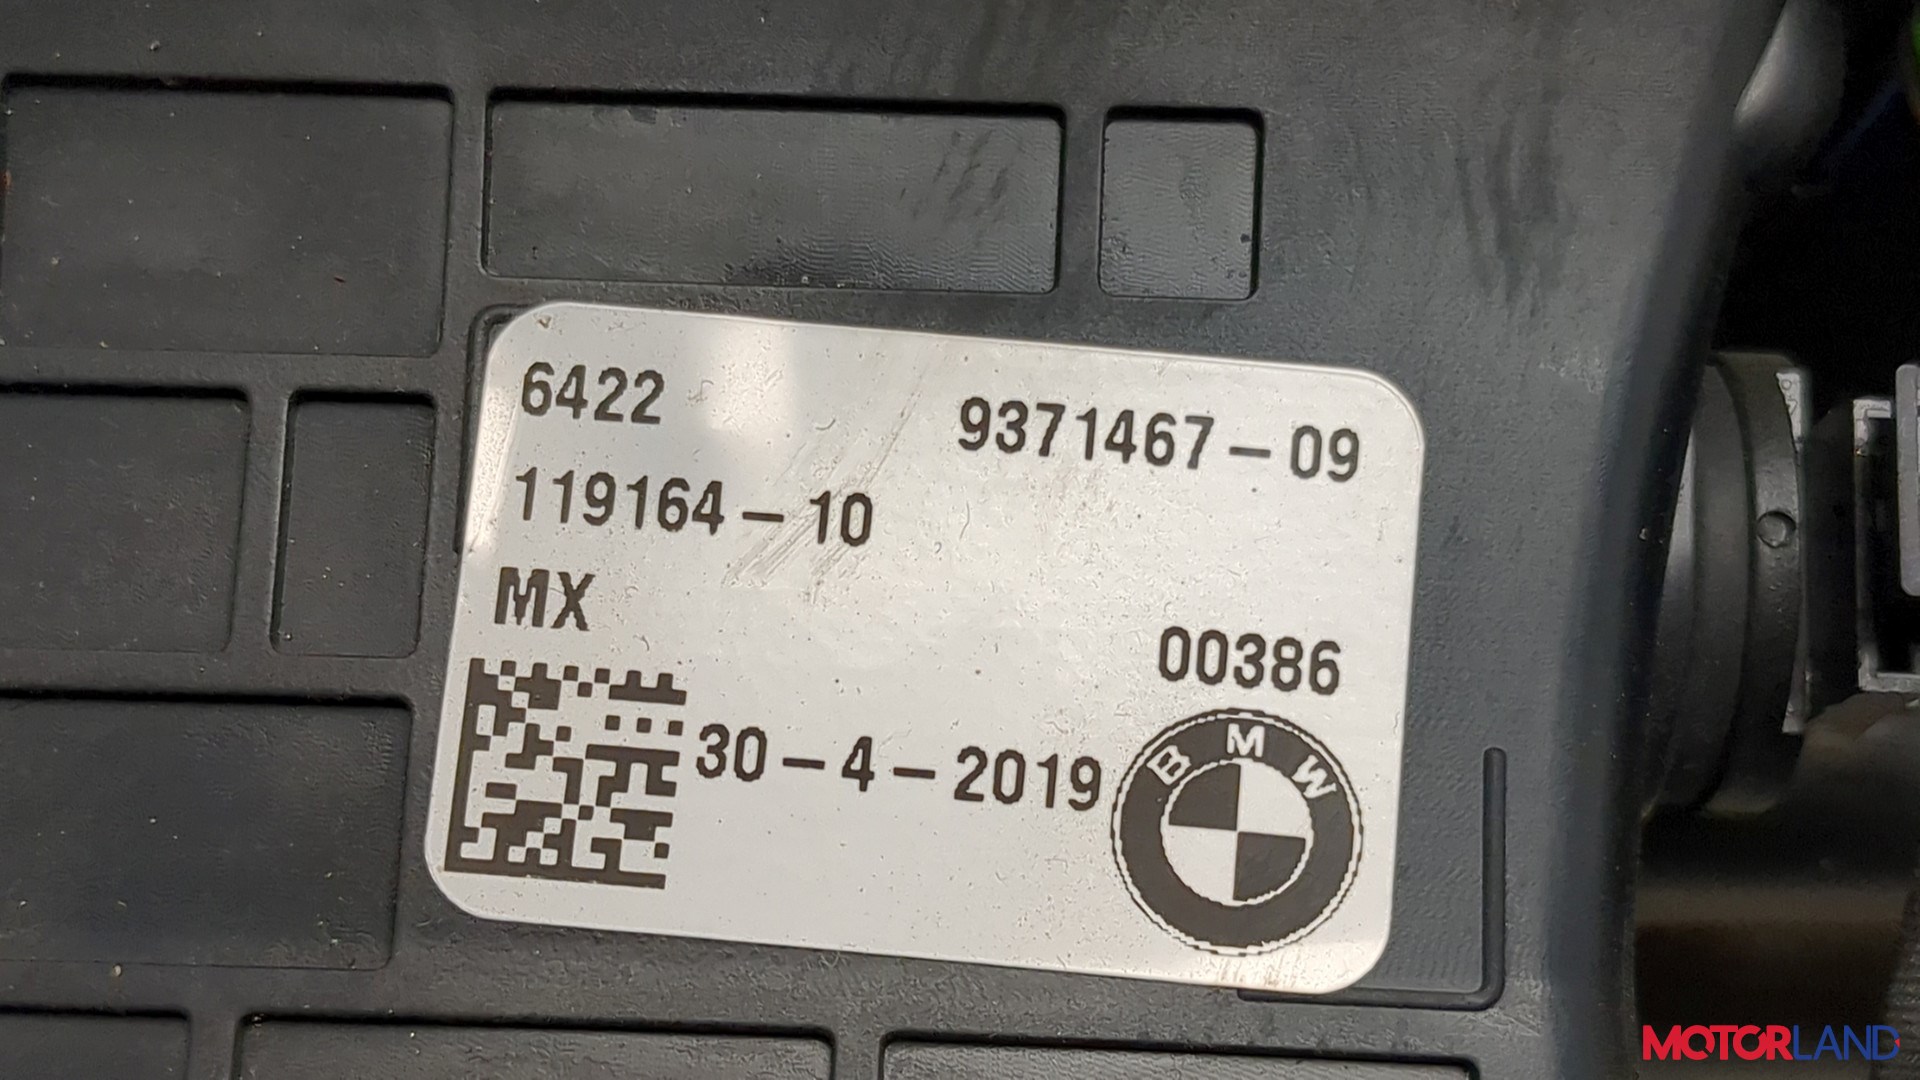 6422 9371467-09
119164-10
MX
00386
30-4-2019
BMW
MOTORLAND